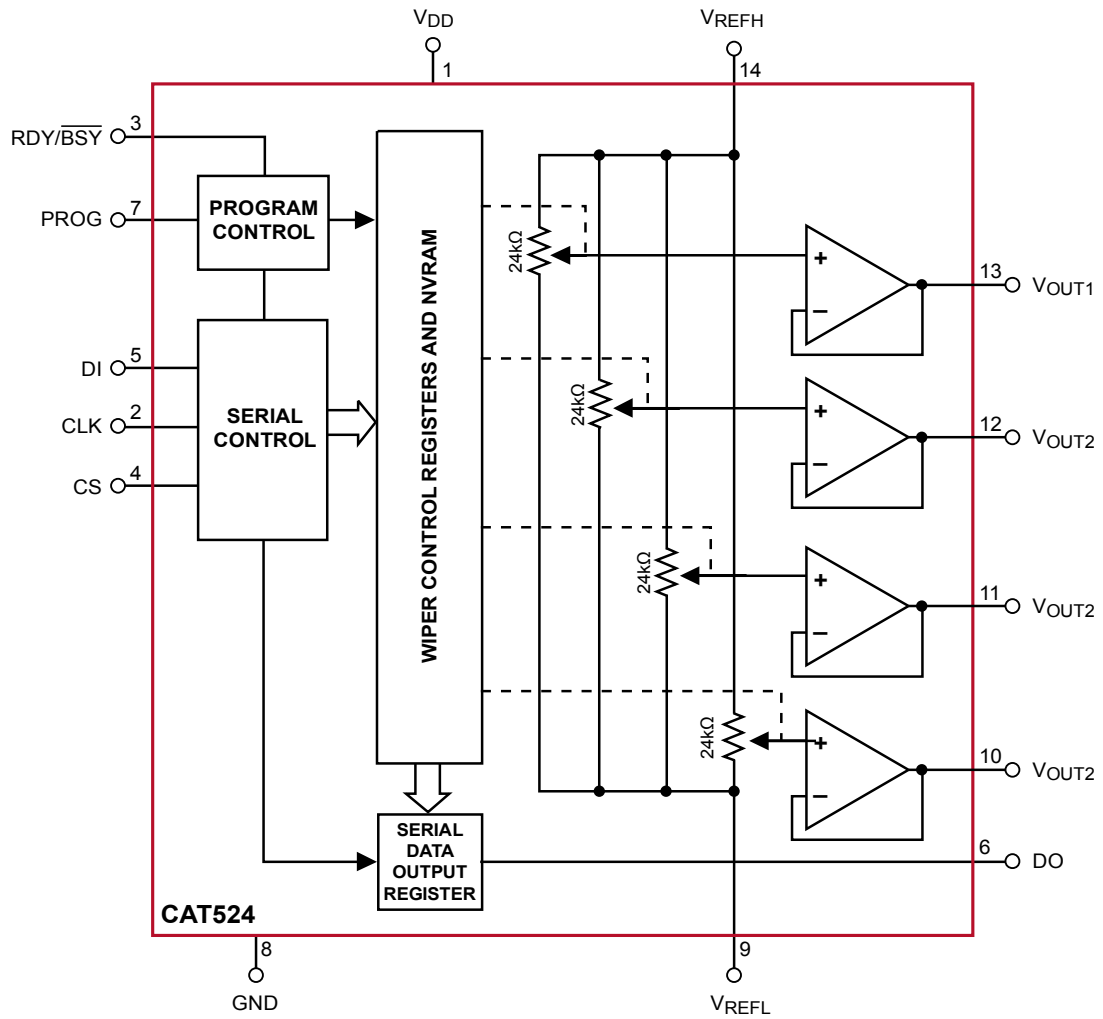 VDD
VREFH
1
14
3
RDY/BSY
7
PROG
PROGRAM
CONTROL
5
DI
2
CLK
4
CS
SERIAL
CONTROL
WIPER CONTROL REGISTERS AND NVRAM
24kΩ
24kΩ
24kΩ
24kΩ
+
−
13
VOUT1
+
−
12
VOUT2
+
−
11
VOUT2
+
−
10
VOUT2
SERIAL
DATA
OUTPUT
REGISTER
6
DO
CAT524
8
GND
9
VREFL